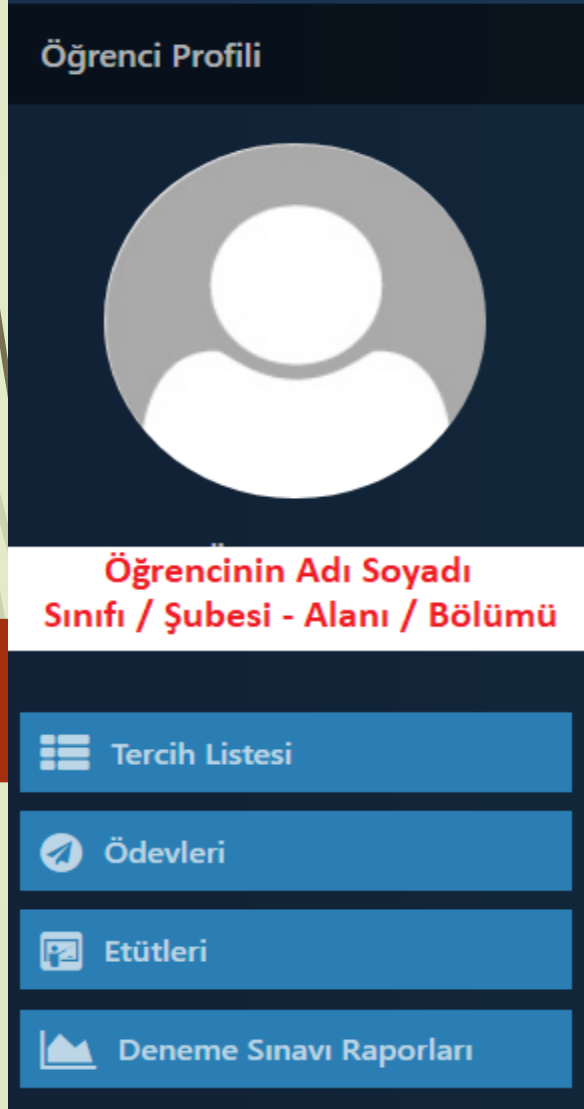 Öğrenci Profili
Öğrencinin Adı Soyadı
Sınıfı / Şubesi - Alanı / Bölümü
Tercih Listesi
Ödevleri
Etütleri
Deneme Sınavı Raporları